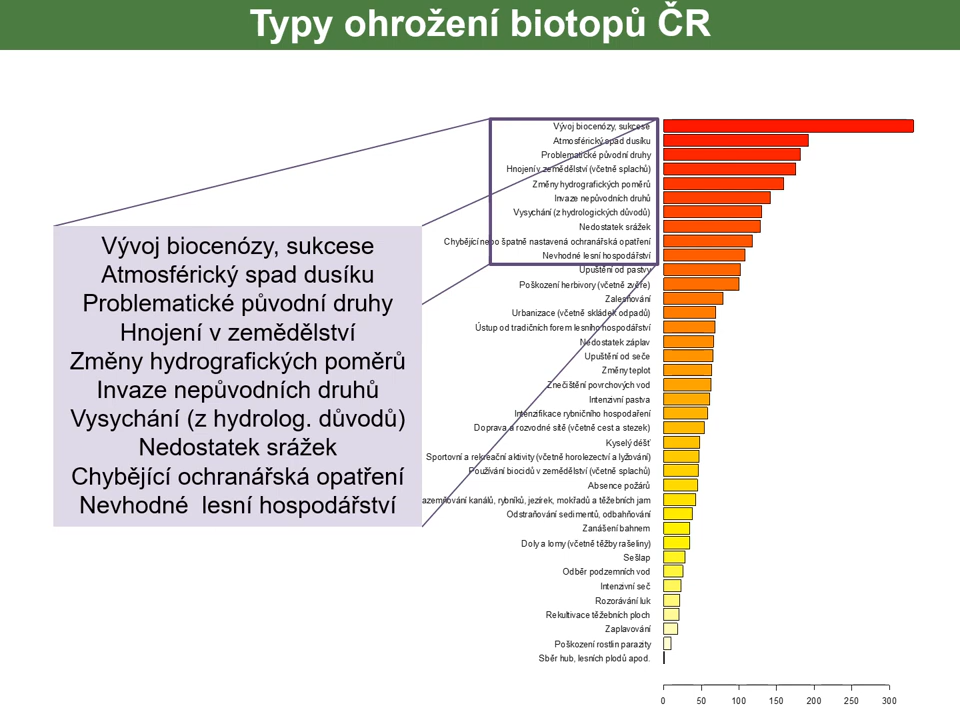 Typy ohrožení biotopů ČR
Vývoj biocenózy, sukcese
Atmosférický spad dusíku
Problematické původní druhy
Hnojení v zemědělství
Změny hydrografických poměrů
Invaze nepůvodních druhů
Vysychání (z hydrolog. důvodů)
Nedostatek srážek
Chybějící ochranářská opatření
Nevhodné lesní hospodářství
Vývoj biocenózy, sukcese
Atmosférický spad dusíku
Problematické původní druhy
Hnojení v zemědělství (včetně splachů)
Změny hydrografických poměrů
Invaze nepůvodních druhů
Vysychání (z hydrologických důvodů)
Nedostatek srážek
Chybějící nebo špatně nastavená ochranářská opatření
Nevhodné lesní hospodářství
Upuštění od pastvy
Poškození herbivory (včetně zvěře)
Zalesňování
Urbanizace (včetně skládek odpadů)
Ústup od tradičních forem lesního hospodářství
Nedostatek záplav
Upuštění od seče
Změny teplot
Znečištění povrchových vod
Intenzivní pastva
Intenzifikace rybničního hospodaření
Doprava a rozvodné sítě (včetně cest a stezek)
Kyselý déšť
Sportovní a rekreační aktivity (včetně horolezectví a lyžování)
Používání biocidů v zemědělství (včetně splachů)
Absence požárů
azemňování kanálů, rybníků, jezírek, mokřadů a těžebních jam
Odstraňování sedimentů, odbahňování
Zanášení bahnem
Doly a lomy (včetně těžby rašeliny)
Sešlap
Odběr podzemních vod
Intenzivní seč
Rozorávání luk
Rekultivace těžebních ploch
Zaplavování
Poškození rostlin parazity
Sběr hub, lesních plodů apod.
0 50 100 150 200 250 300